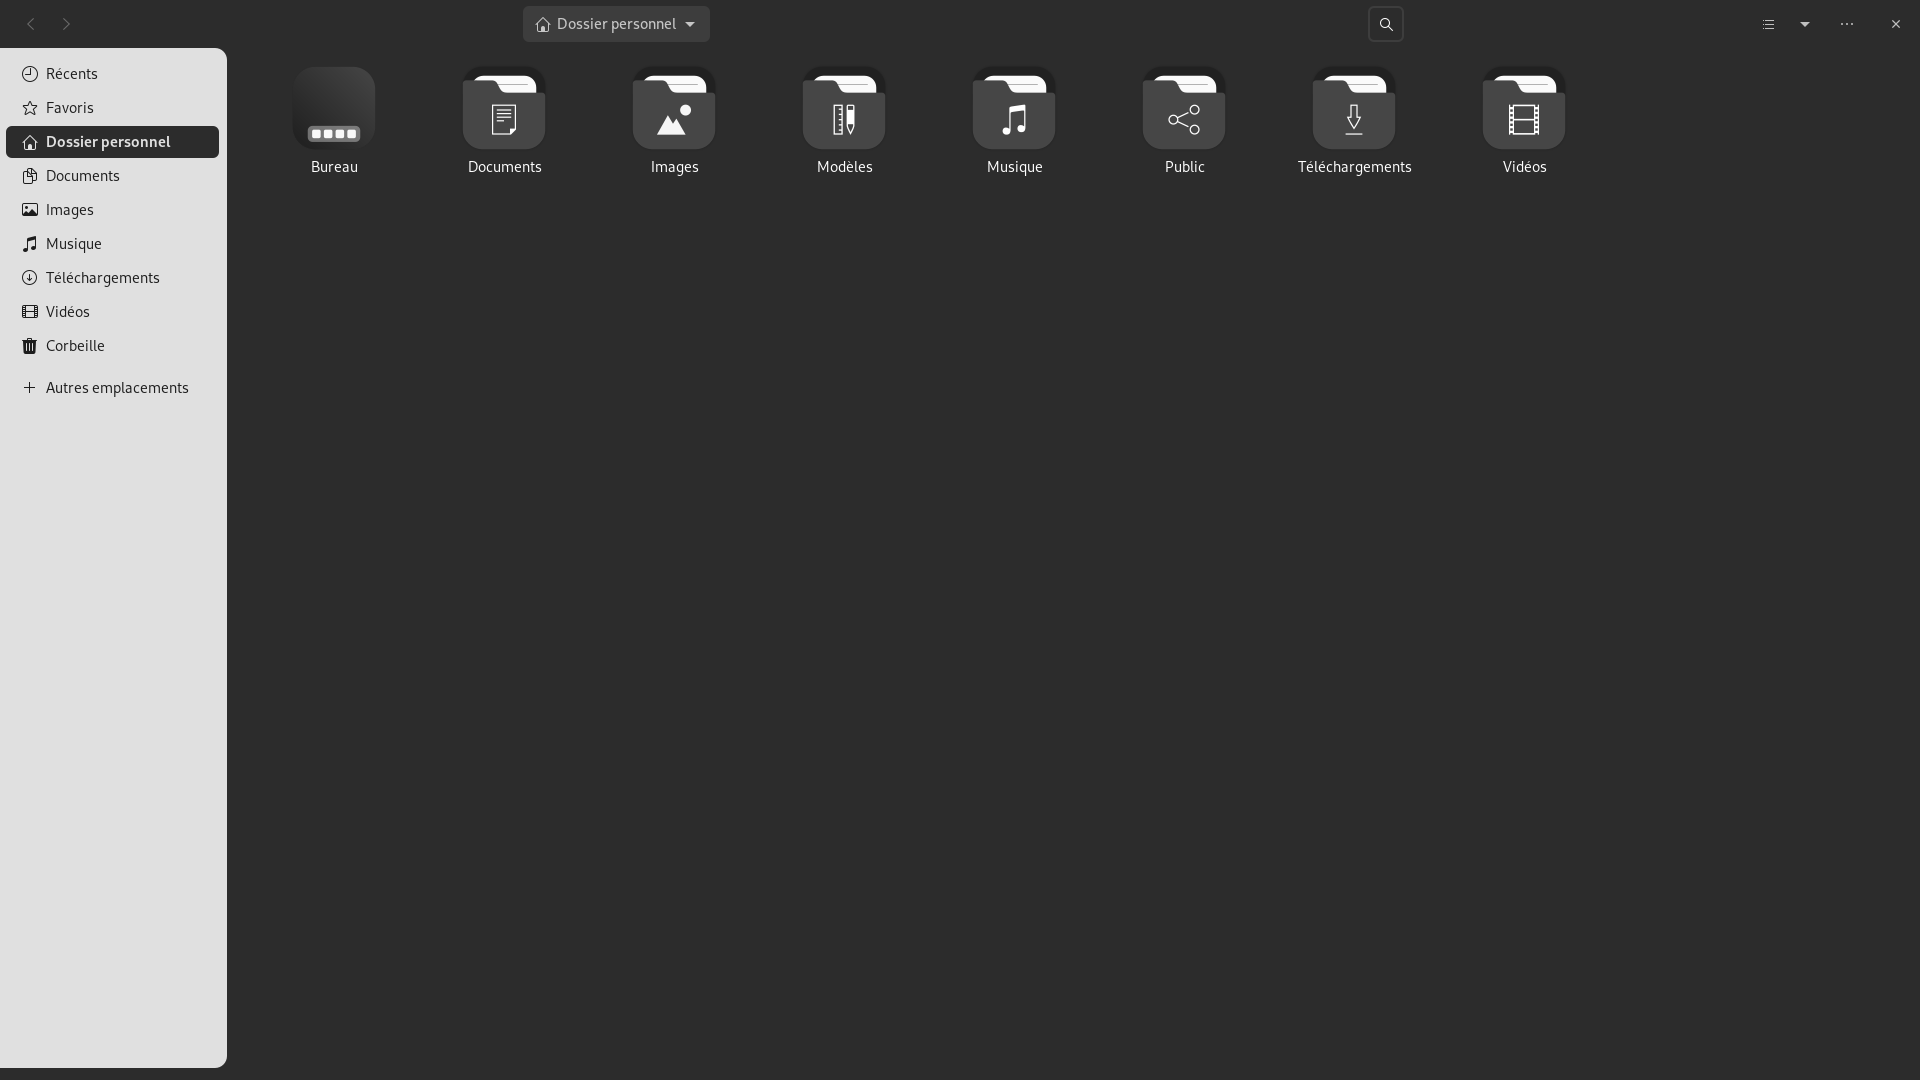 Dossier personnel
Récents
Favoris
Dossier personnel
Documents
Images
Musique
Téléchargements
Vidéos
Corbeille
Autres emplacements
Bureau
Documents
Images
Modèles
Musique
Public
Téléchargements
Vidéos